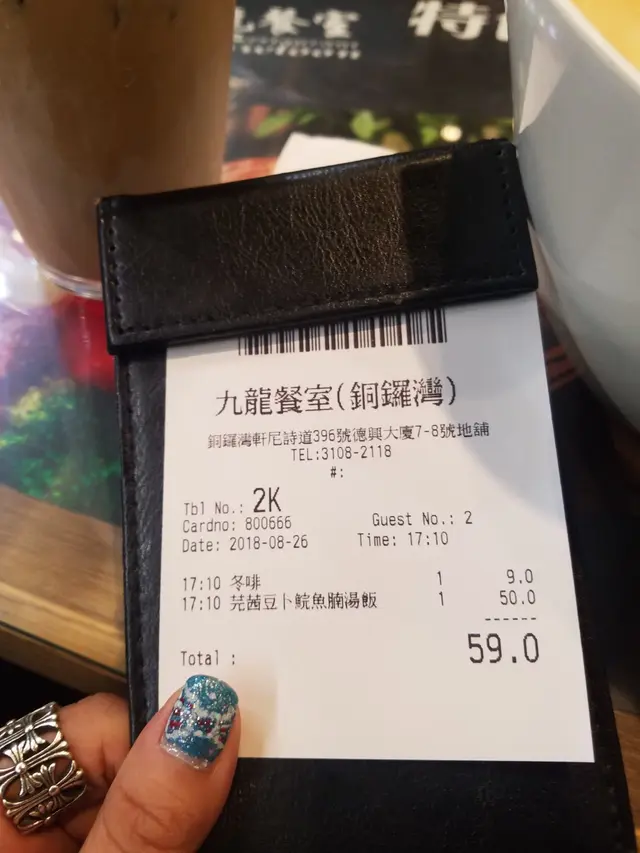 餐室
特
九龍餐室(銅鑼灣)
銅鑼灣軒尼詩道396號德興大廈7-8號地舖
TEL:3108-2118
#:
Tbl No.: 2K
Cardno: 800666 Guest No.: 2
Date: 2018-08-26 Time: 17:10
17:10 冬啡 1 9.0
17:10 芫茜豆卜鯇魚腩湯飯 1 50.0
------
Total : 59.0